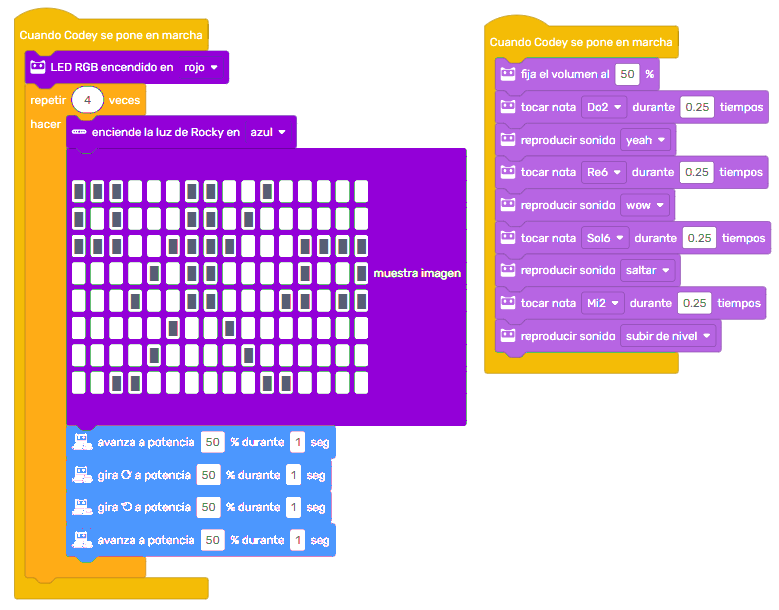 Cuando Codey se pone en marcha
LED RGB encendido en rojo
repetir 4 veces
hacer
enciende la luz de Rocky en azul
muestra imagen
avanza a potencia 50 % durante 1 seg
gira a potencia 50 % durante 1 seg
gira a potencia 50 % durante 1 seg
avanza a potencia 50 % durante 1 seg
Cuando Codey se pone en marcha
fija el volumen al 50 %
tocar nota Do2 durante 0.25 tiempos
reproducir sonido yeah
tocar nota Re6 durante 0.25 tiempos
reproducir sonido wow
tocar nota Sol6 durante 0.25 tiempos
reproducir sonido saltar
tocar nota Mi2 durante 0.25 tiempos
reproducir sonido subir de nivel